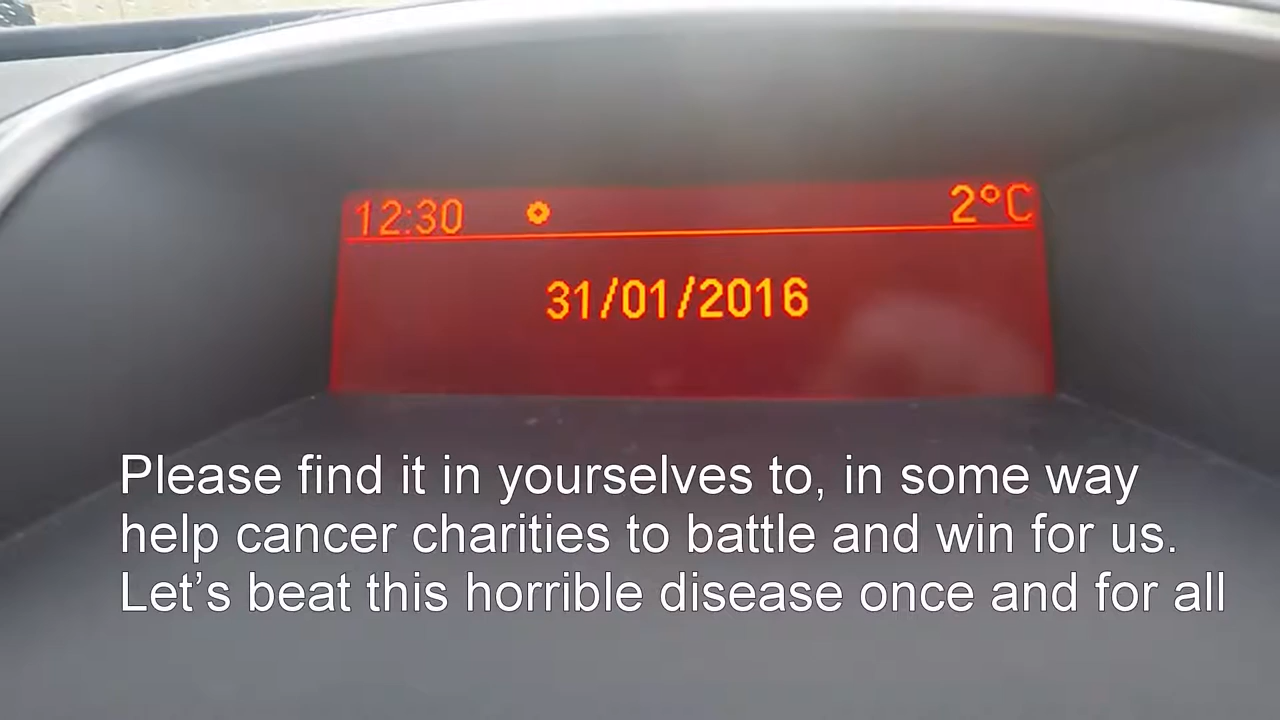 12:30 2°C
31/01/2016
Please find it in yourselves to, in some way
help cancer charities to battle and win for us.
Let’s beat this horrible disease once and for all